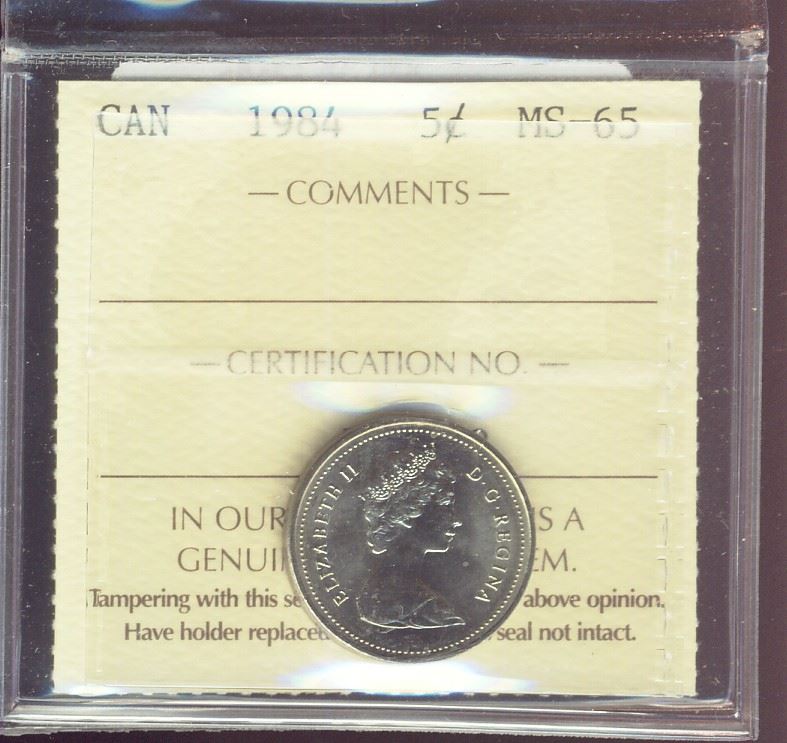 CAN 1984 5¢ MS-65
— COMMENTS —
— CERTIFICATION NO. —
IN OUR IS A
GENUI EM.
Tampering with this se above opinion.
Have holder replaced seal not intact.
ELIZABETH II D·G·REGINA